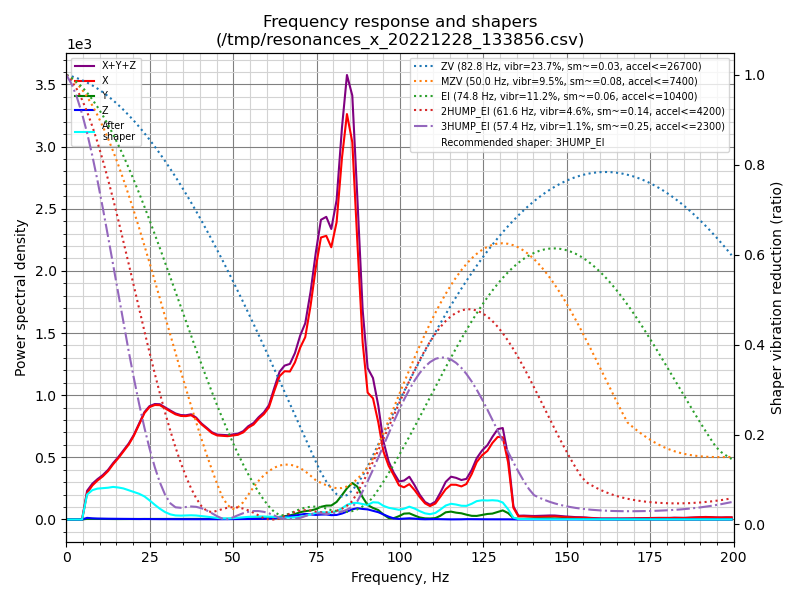 Frequency response and shapers
(/tmp/resonances_x_20221228_133856.csv)
1e3
X+Y+Z
X
Y
Z
After
shaper
ZV (82.8 Hz, vibr=23.7%, sm~=0.03, accel<=26700)
MZV (50.0 Hz, vibr=9.5%, sm~=0.08, accel<=7400)
EI (74.8 Hz, vibr=11.2%, sm~=0.06, accel<=10400)
2HUMP_EI (61.6 Hz, vibr=4.6%, sm~=0.14, accel<=4200)
3HUMP_EI (57.4 Hz, vibr=1.1%, sm~=0.25, accel<=2300)
Recommended shaper: 3HUMP_EI
3.5
3.0
2.5
2.0
1.5
1.0
0.5
0.0
Power spectral density
1.0
0.8
0.6
0.4
0.2
0.0
Shaper vibration reduction (ratio)
0 25 50 75 100 125 150 175 200
Frequency, Hz